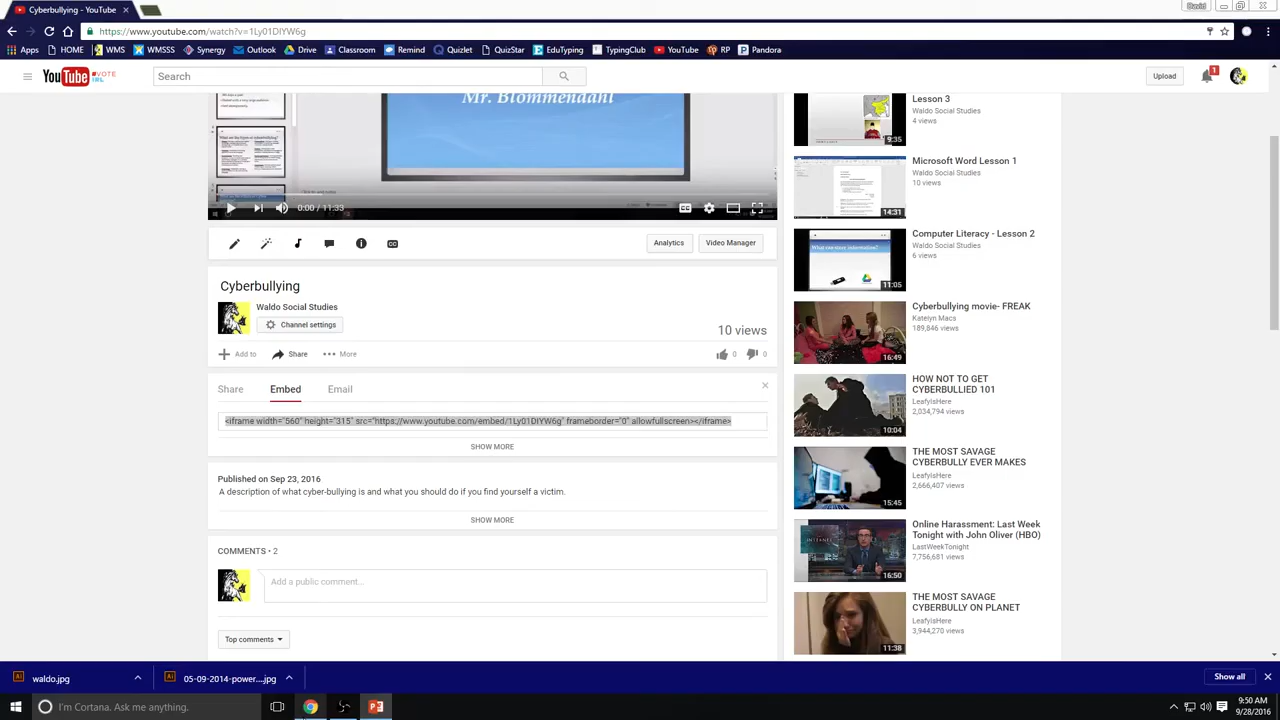 Cyberbullying - YouTube
David
https://www.youtube.com/watch?v=1Ly01DIYW6g
Apps
HOME
WMS
WMSSS
Synergy
Outlook
Drive
Classroom
Remind
Quizlet
QuizStar
EduTyping
TypingClub
YouTube
RP
Pandora
YouTube
#VOTE
IRL
Search
Upload
1
Mr. Blommendahl
0:00 / 11:33
Analytics
Video Manager
Cyberbullying
Waldo Social Studies
Channel settings
10 views
Add to
Share
More
0
0
Share
Embed
Email
<iframe width="560" height="315" src="https://www.youtube.com/embed/1Ly01DIYW6g" frameborder="0" allowfullscreen></iframe>
SHOW MORE
Published on Sep 23, 2016
A description of what cyber-bullying is and what you should do if you find yourself a victim.
SHOW MORE
COMMENTS • 2
Add a public comment...
Top comments
Lesson 3
Waldo Social Studies
4 views
9:35
Microsoft Word Lesson 1
Waldo Social Studies
10 views
14:31
Computer Literacy - Lesson 2
Waldo Social Studies
6 views
11:05
Cyberbullying movie- FREAK
Katelyn Macs
189,846 views
16:49
HOW NOT TO GET
CYBERBULLIED 101
LeafyIsHere
2,034,794 views
10:04
THE MOST SAVAGE
CYBERBULLY EVER MAKES
LeafyIsHere
2,666,407 views
15:45
Online Harassment: Last Week
Tonight with John Oliver (HBO)
LastWeekTonight
7,756,681 views
INTERNET
16:50
THE MOST SAVAGE
CYBERBULLY ON PLANET
LeafyIsHere
3,944,270 views
11:38
waldo.jpg
05-09-2014-power....jpg
Show all
I'm Cortana. Ask me anything.
9:50 AM
9/28/2016